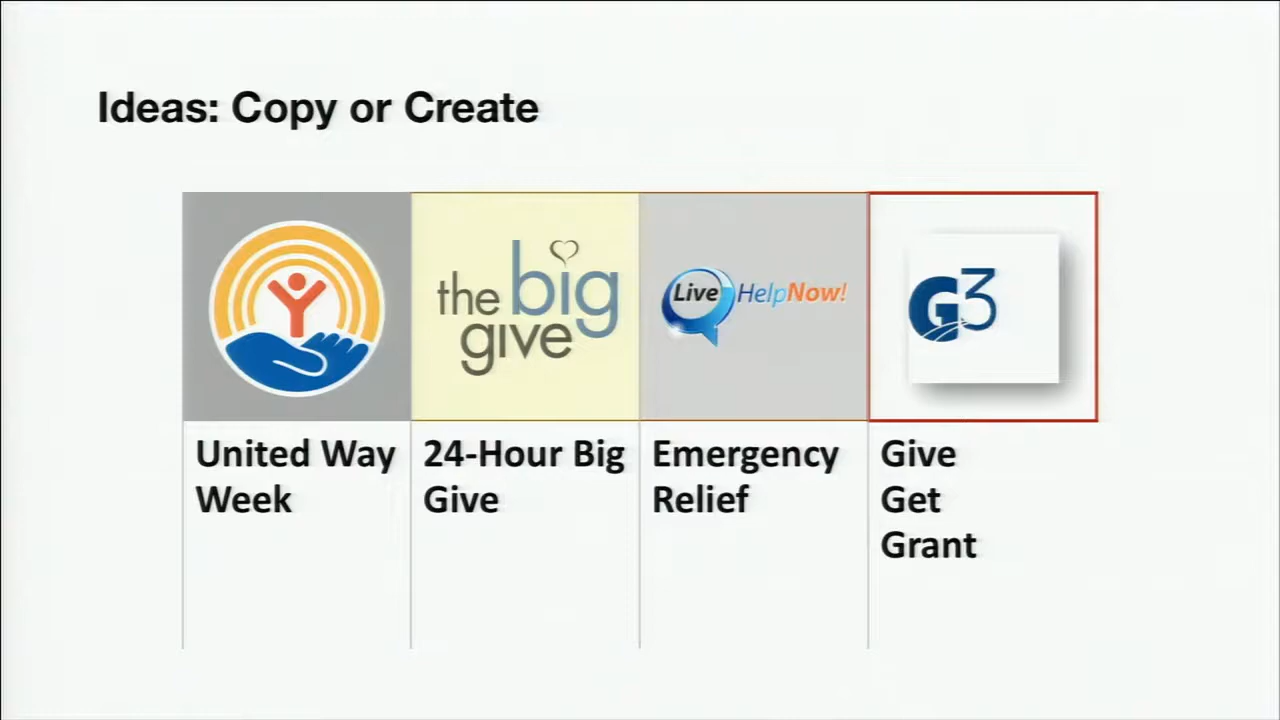 Ideas: Copy or Create
the big
give
Live HelpNow!
G3
United Way
Week
24-Hour Big
Give
Emergency
Relief
Give
Get
Grant